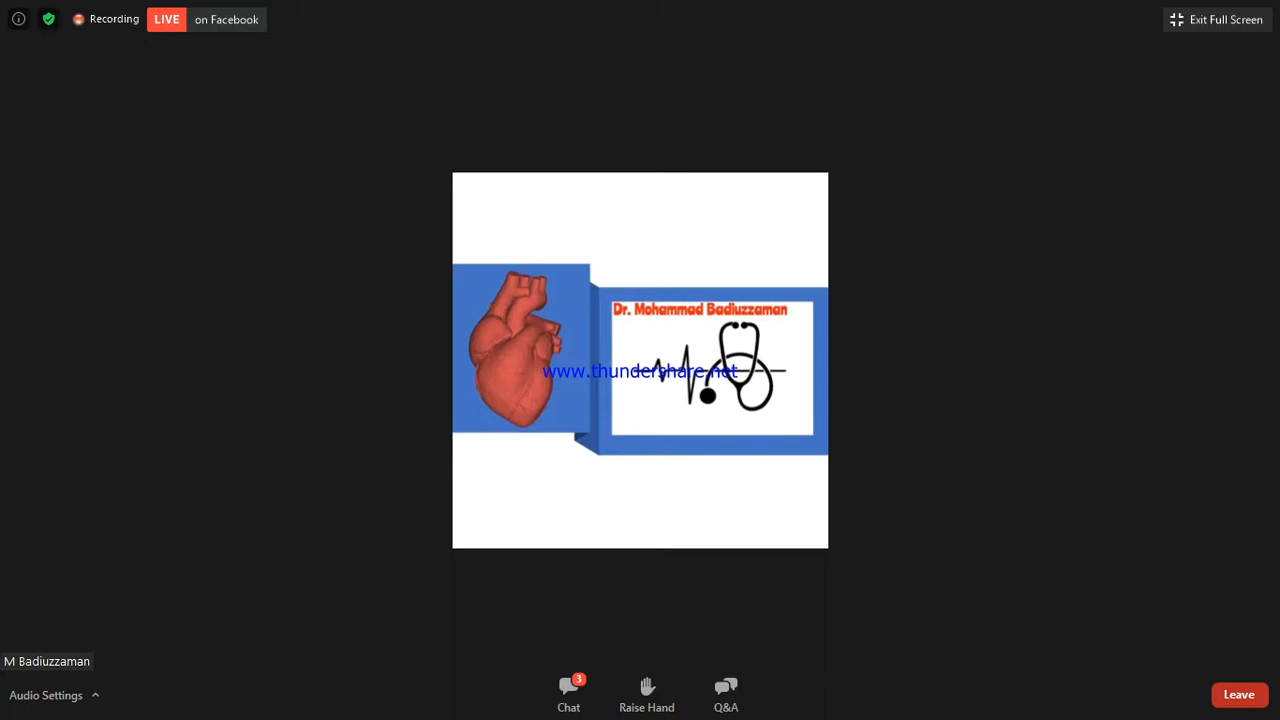 Recording
LIVE on Facebook
Exit Full Screen
Dr. Mohammad Badiuzzaman
www.thundershare.net
M Badiuzzaman
Audio Settings
3
Chat
Raise Hand
Q&A
Leave